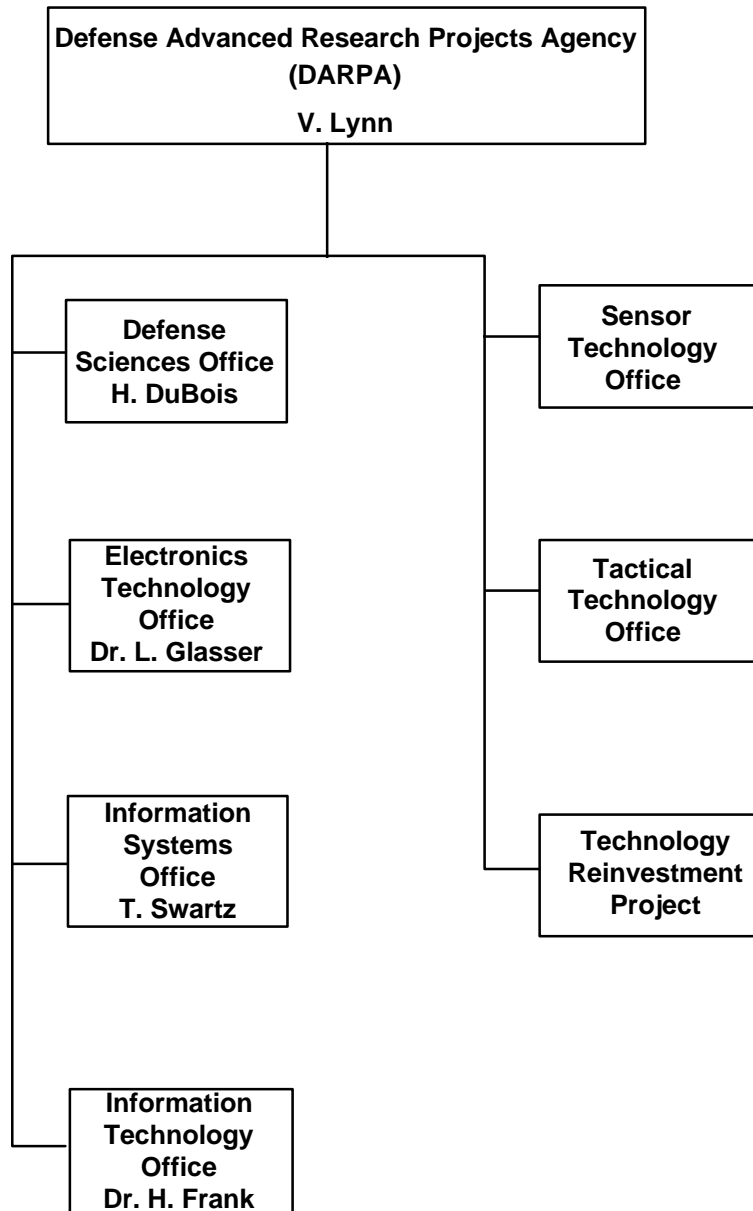 Defense Advanced Research Projects Agency
(DARPA)
V. Lynn
Defense
Sciences Office
H. DuBois
Electronics
Technology
Office
Dr. L. Glasser
Information
Systems
Office
T. Swartz
Information
Technology
Office
Dr. H. Frank
Sensor
Technology
Office
Tactical
Technology
Office
Technology
Reinvestment
Project